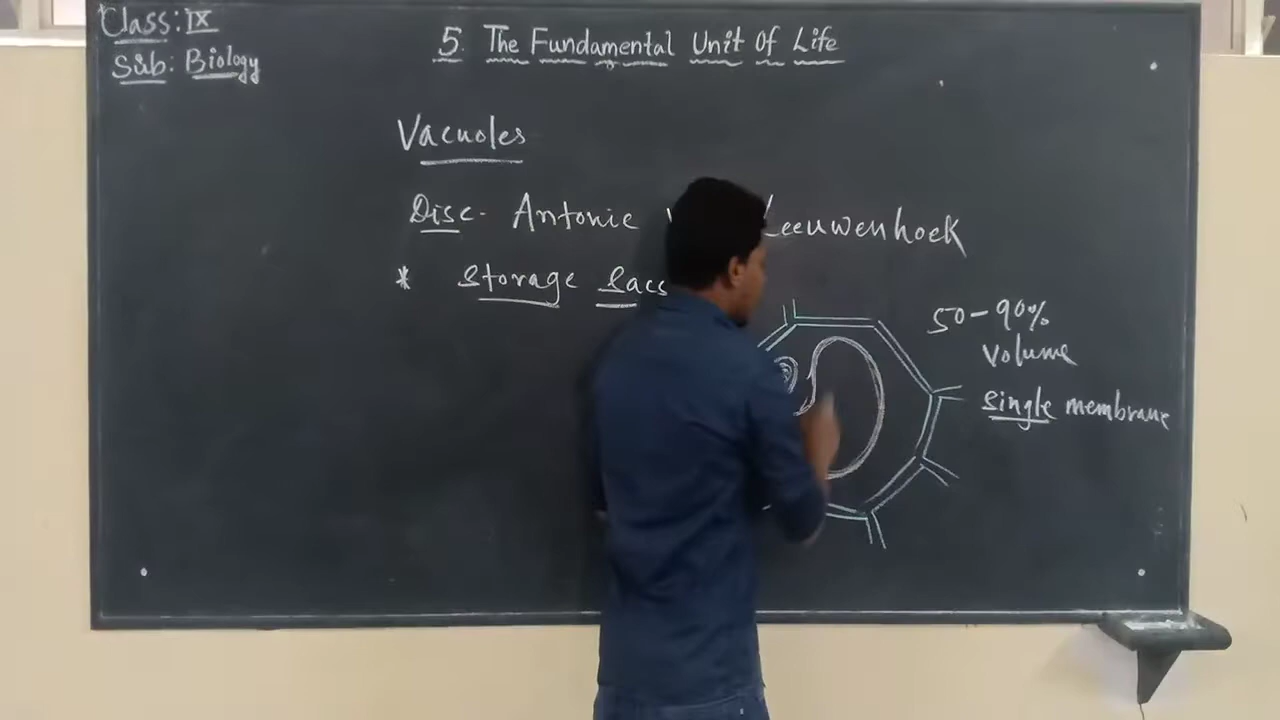 Class: IX
Sub: Biology
5. The Fundamental Unit Of Life
Vacuoles
Disc- Antonie Leeuwenhoek
* Storage Sacs
50-90%
Volume
Single membrane